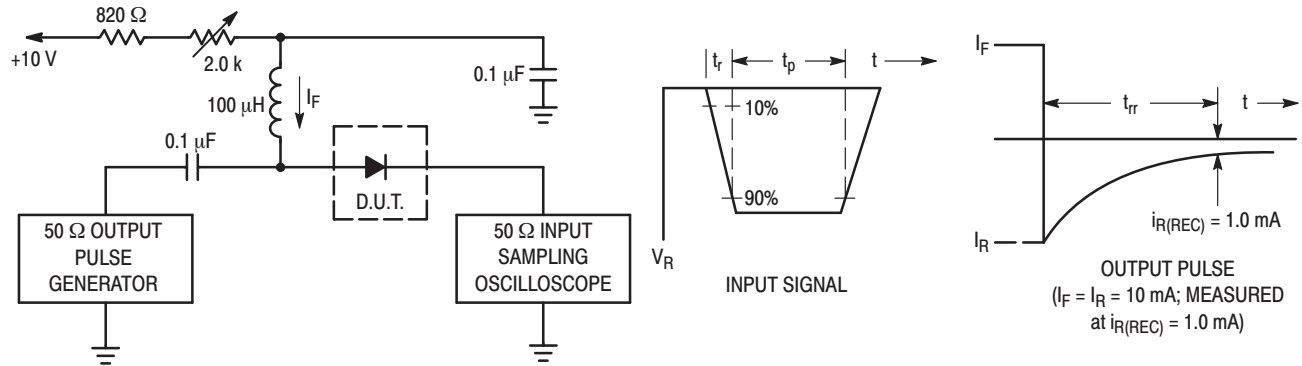 820 Ω
+10 V
2.0 k
100 μH
I_F
0.1 μF
0.1 μF
D.U.T.
50 Ω OUTPUT
PULSE
GENERATOR
50 Ω INPUT
SAMPLING
OSCILLOSCOPE
t_r
t_p
t
10%
90%
V_R
INPUT SIGNAL
I_F
t_rr
t
I_R
i_R(REC) = 1.0 mA
OUTPUT PULSE
(I_F = I_R = 10 mA; MEASURED
at i_R(REC) = 1.0 mA)